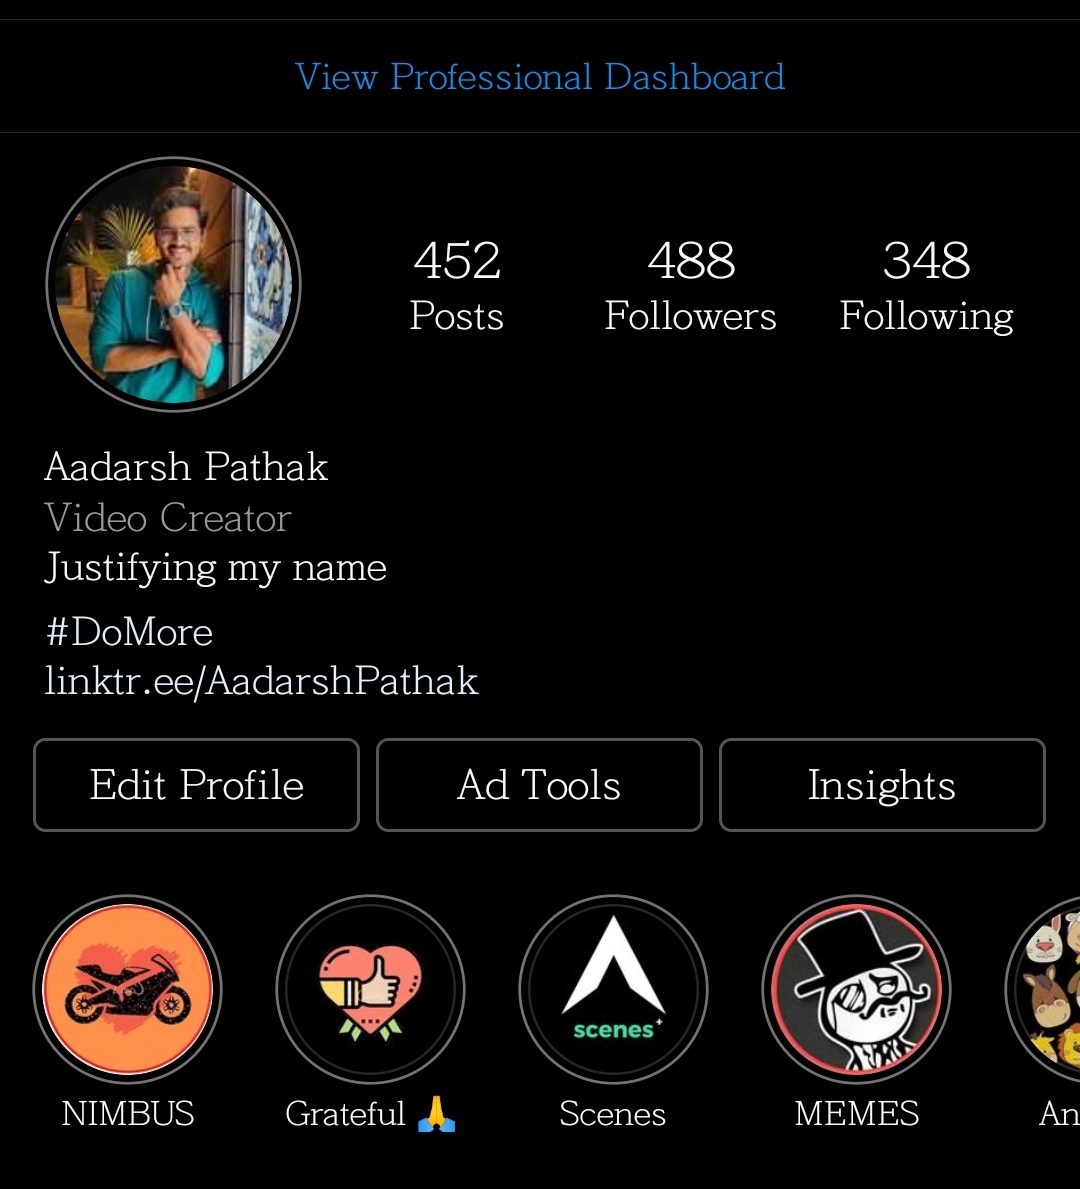 View Professional Dashboard
452 488 348
Posts Followers Following
Aadarsh Pathak
Video Creator
Justifying my name
#DoMore
linktr.ee/AadarshPathak
Edit Profile Ad Tools Insights
scenes+
NIMBUS Grateful 🙏 Scenes MEMES An